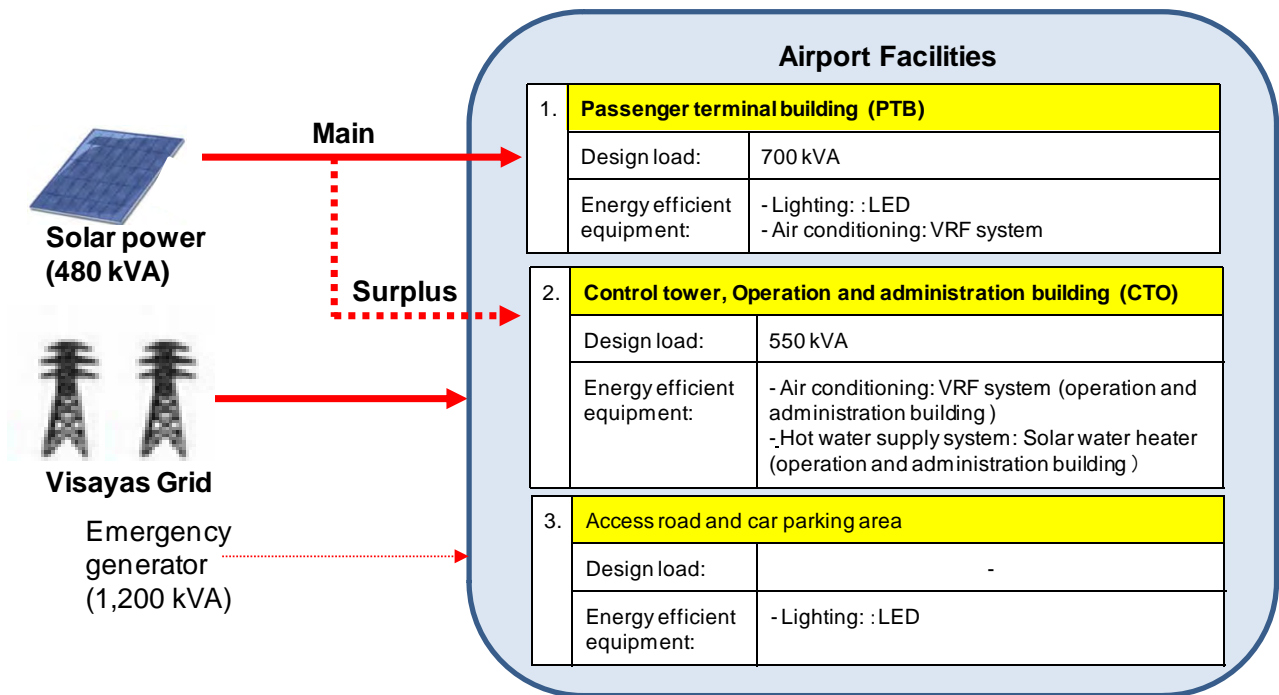 Airport Facilities
Main
Solar power
(480 kVA)
Surplus
Visayas Grid
Emergency
generator
(1,200 kVA)
1. Passenger terminal building (PTB)
Design load: 700 kVA
Energy efficient
equipment:
- Lighting: :LED
- Air conditioning: VRF system
2. Control tower, Operation and administration building (CTO)
Design load: 550 kVA
Energy efficient
equipment:
- Air conditioning: VRF system (operation and
administration building )
- Hot water supply system: Solar water heater
(operation and administration building ）
3. Access road and car parking area
Design load: -
Energy efficient
equipment:
- Lighting: :LED